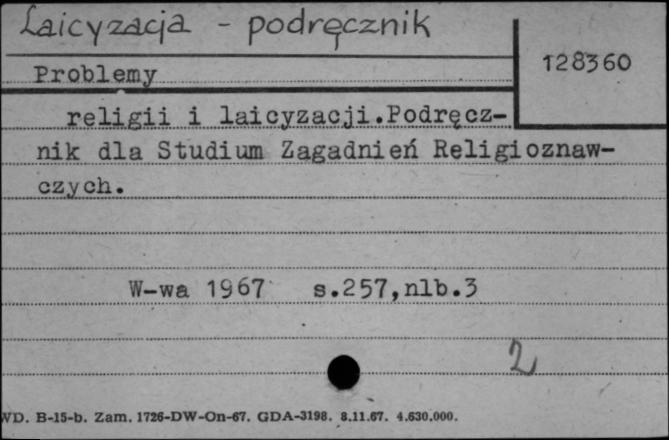 Laicyzacja - podręcznik
128360
Problemy
religii i laicyzacji.Podręcz-
nik dla Studium Zagadnień Religioznaw-
czych.
W-wa 1967 s.257,nlb.3
2
WD. B-15-b. Zam. 1726-DW-On-67. GDA-3198. 8.11.67. 4.630.000.